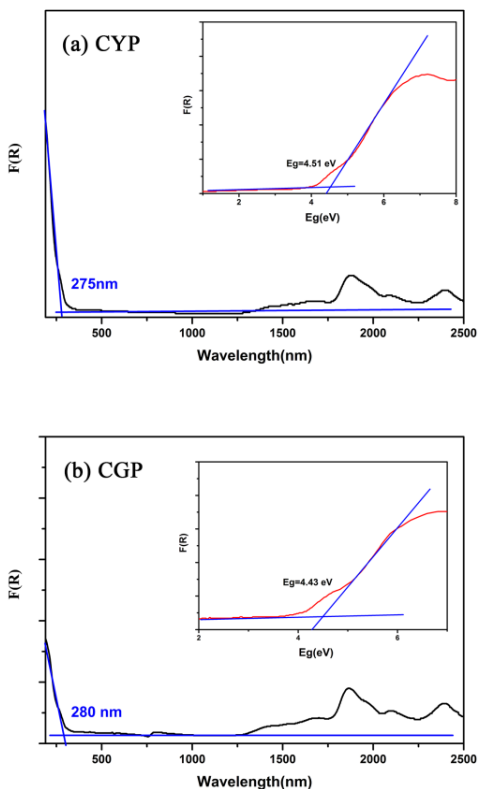 (a) CYP
F(R)
Eg=4.51 eV
2 4 6 8
Eg(eV)
F(R)
275nm
500 1000 1500 2000 2500
Wavelength(nm)
(b) CGP
F(R)
Eg=4.43 eV
2 4 6
Eg(eV)
F(R)
280 nm
500 1000 1500 2000 2500
Wavelength(nm)